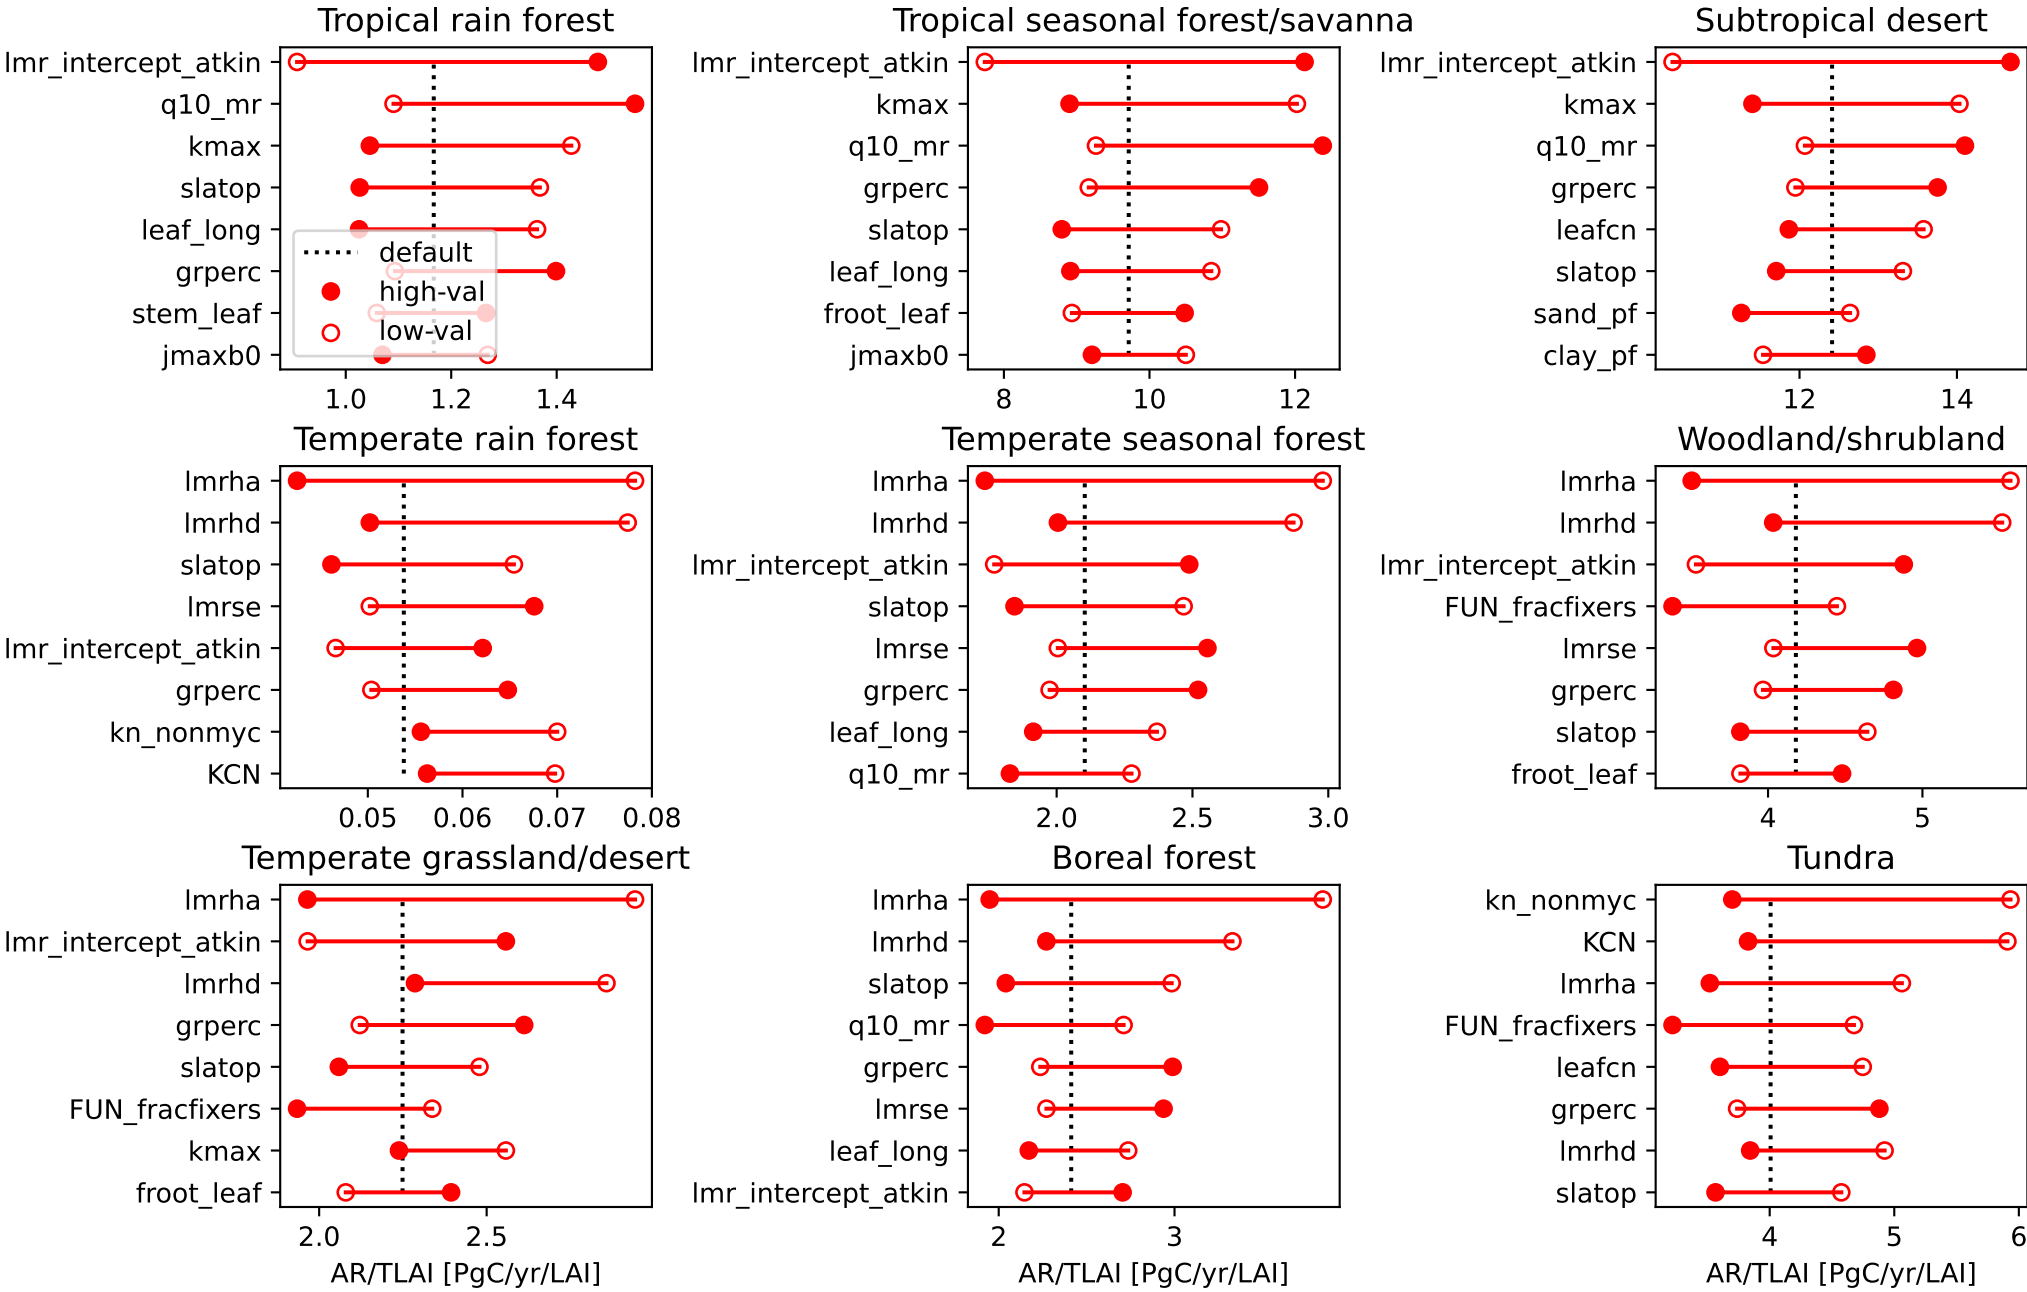 Tropical rain forest
lmr_intercept_atkin
q10_mr
kmax
slatop
leaf_long
grperc
stem_leaf
jmaxb0
default
high-val
low-val
1.0 1.2 1.4
Tropical seasonal forest/savanna
lmr_intercept_atkin
kmax
q10_mr
grperc
slatop
leaf_long
froot_leaf
jmaxb0
8 10 12
Subtropical desert
lmr_intercept_atkin
kmax
q10_mr
grperc
leafcn
slatop
sand_pf
clay_pf
12 14
Temperate rain forest
lmrha
lmrhd
slatop
lmrse
lmr_intercept_atkin
grperc
kn_nonmyc
KCN
0.05 0.06 0.07 0.08
Temperate seasonal forest
lmrha
lmrhd
lmr_intercept_atkin
slatop
lmrse
grperc
leaf_long
q10_mr
2.0 2.5 3.0
Woodland/shrubland
lmrha
lmrhd
lmr_intercept_atkin
FUN_fracfixers
lmrse
grperc
slatop
froot_leaf
4 5
Temperate grassland/desert
lmrha
lmr_intercept_atkin
lmrhd
grperc
slatop
FUN_fracfixers
kmax
froot_leaf
2.0 2.5
AR/TLAI [PgC/yr/LAI]
Boreal forest
lmrha
lmrhd
slatop
q10_mr
grperc
lmrse
leaf_long
lmr_intercept_atkin
2 3
AR/TLAI [PgC/yr/LAI]
Tundra
kn_nonmyc
KCN
lmrha
FUN_fracfixers
leafcn
grperc
lmrhd
slatop
4 5 6
AR/TLAI [PgC/yr/LAI]